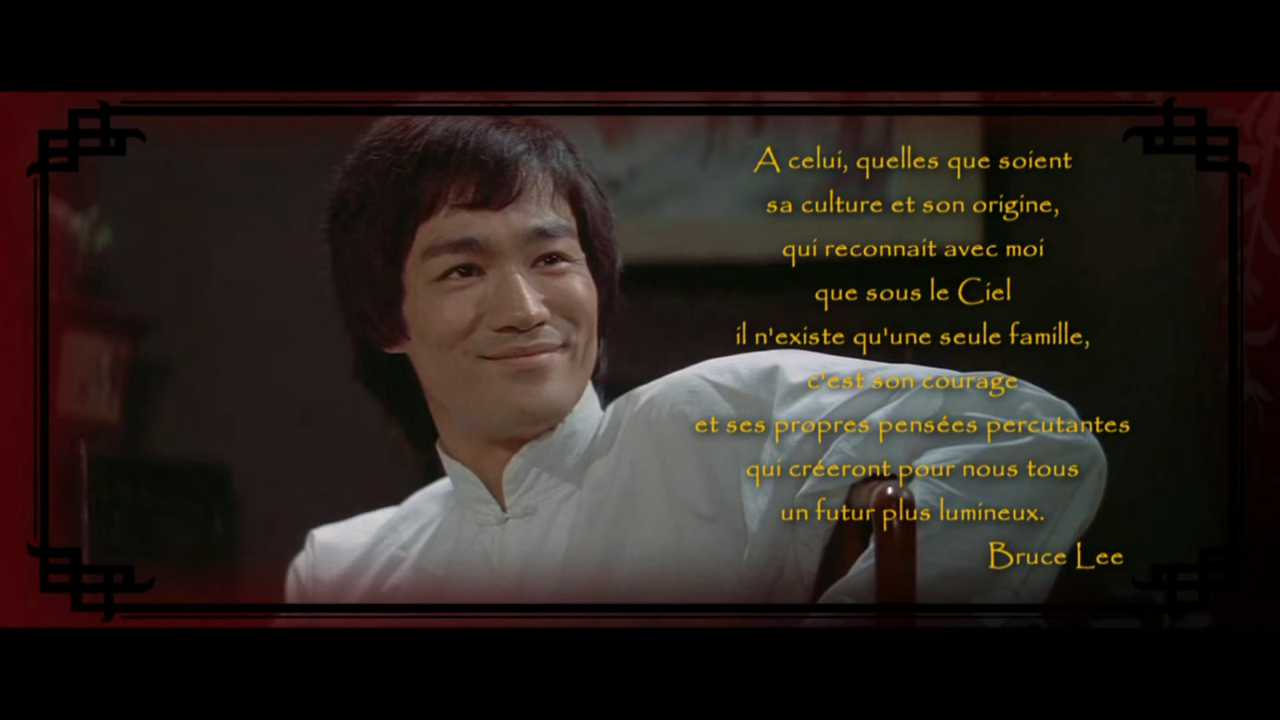 A celui, quelles que soient
sa culture et son origine,
qui reconnait avec moi
que sous le Ciel
il n'existe qu'une seule famille,
c'est son courage
et ses propres pensées percutantes
qui créeront pour nous tous
un futur plus lumineux.
Bruce Lee